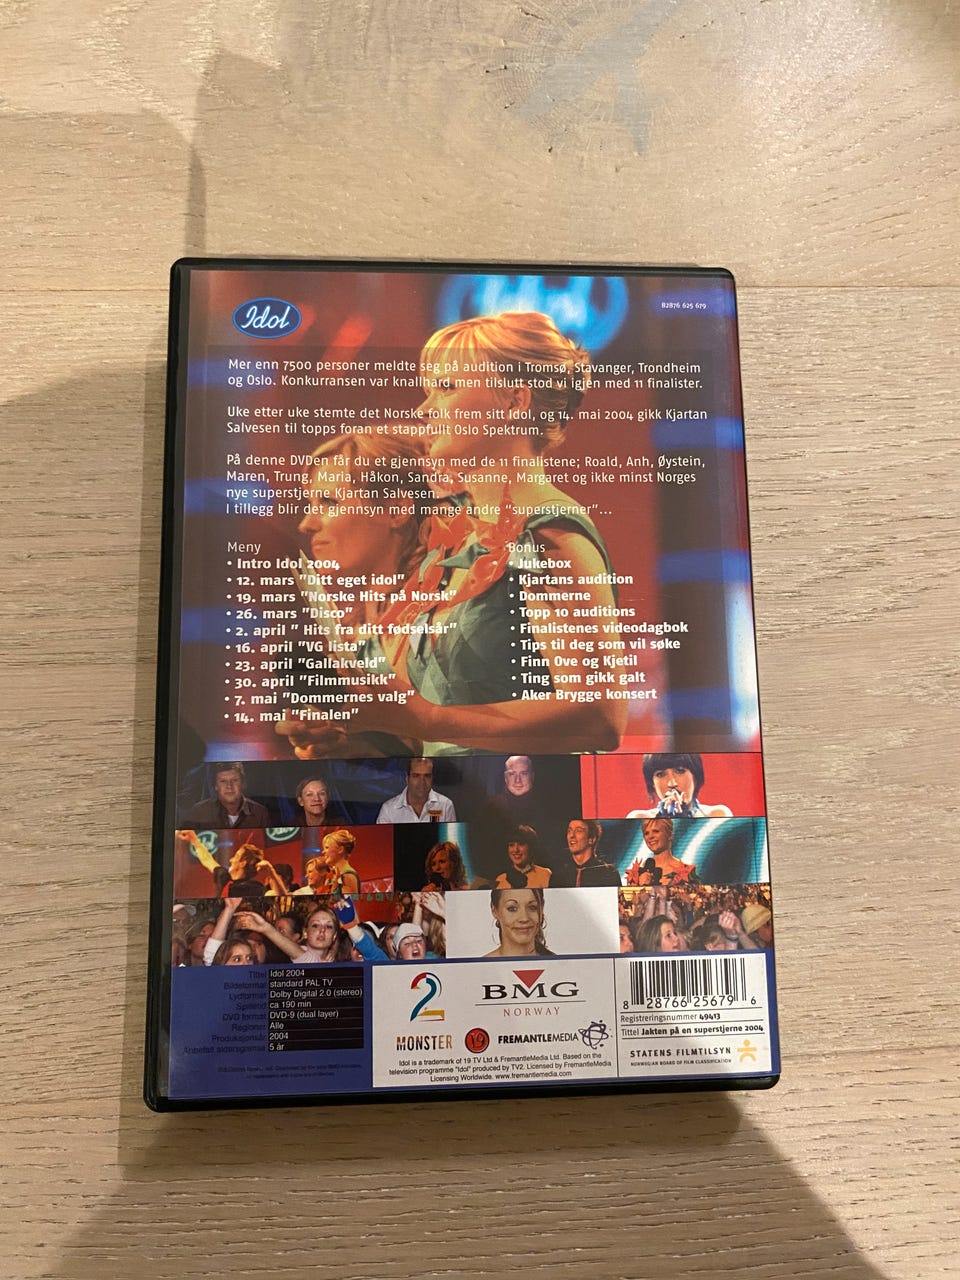 82876 625 679
Idol
Mer enn 7500 personer meldte seg på audition i Tromsø, Stavanger, Trondheim
og Oslo. Konkurransen var knallhard men tilslutt stod vi igjen med 11 finalister.
Uke etter uke stemte det Norske folk frem sitt Idol, og 14. mai 2004 gikk Kjartan
Salvesen til topps foran et stappfullt Oslo Spektrum.
På denne DVDen får du et gjennsyn med de 11 finalistene; Roald, Anh, Øystein,
Maren, Trung, Maria, Håkon, Sandra, Susanne, Margaret og ikke minst Norges
nye superstjerne Kjartan Salvesen.
I tillegg blir det gjennsyn med mange andre "superstjerner"...
Meny
• Intro Idol 2004
• 12. mars "Ditt eget idol"
• 19. mars "Norske Hits på Norsk"
• 26. mars "Disco"
• 2. april " Hits fra ditt fødselsår"
• 16. april "VG lista"
• 23. april "Gallakveld"
• 30. april "Filmmusikk"
• 7. mai "Dommernes valg"
• 14. mai "Finalen"
Bonus
• Jukebox
• Kjartans audition
• Dommerne
• Topp 10 auditions
• Finalistenes videodagbok
• Tips til deg som vil søke
• Finn Ove og Kjetil
• Ting som gikk galt
• Aker Brygge konsert
Tittel Idol 2004
Bildeformat standard PAL TV
Lydformat Dolby Digital 2.0 (stereo)
Spilletid ca 190 min
DVD format DVD-9 (dual layer)
Regioner Alle
Produksjonsår 2004
Anbefalt aldersgrense 5 år
2
BMG
NORWAY
MONSTER
19
FREMANTLEMEDIA
Idol is a trademark of 19 TV Ltd & FremantleMedia Ltd. Based on the
television programme "Idol" produced by TV2. Licensed by FremantleMedia
Licensing Worldwide. www.fremantlemedia.com
8 28766 25679 6
Registreringsnummer 49413
Tittel Jakten på en superstjerne 2004
STATENS FILMTILSYN
NORWEGIAN BOARD OF FILM CLASSIFICATION